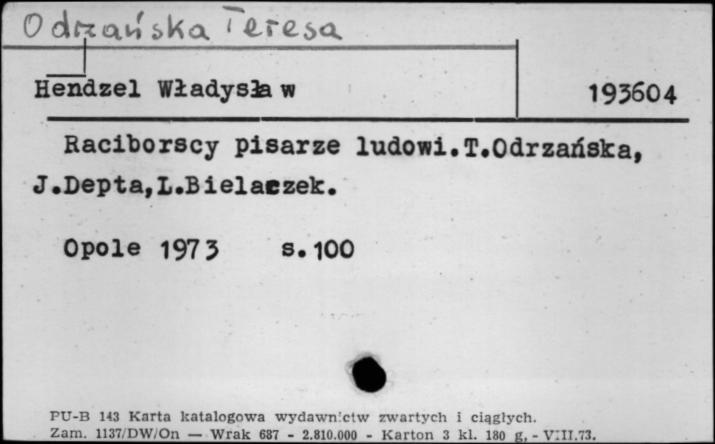 Odrzańska Teresa
Hendzel Władysław 193604
Raciborscy pisarze ludowi.T.Odrzańska,
J.Depta,L.Bielaczek.
Opole 1973 s.100
PU-B 143 Karta katalogowa wydawnictw zwartych i ciągłych.
Zam. 1137/DW/On — Wrak 687 - 2.810.000 - Karton 3 kl. 180 g, - VIII.73.